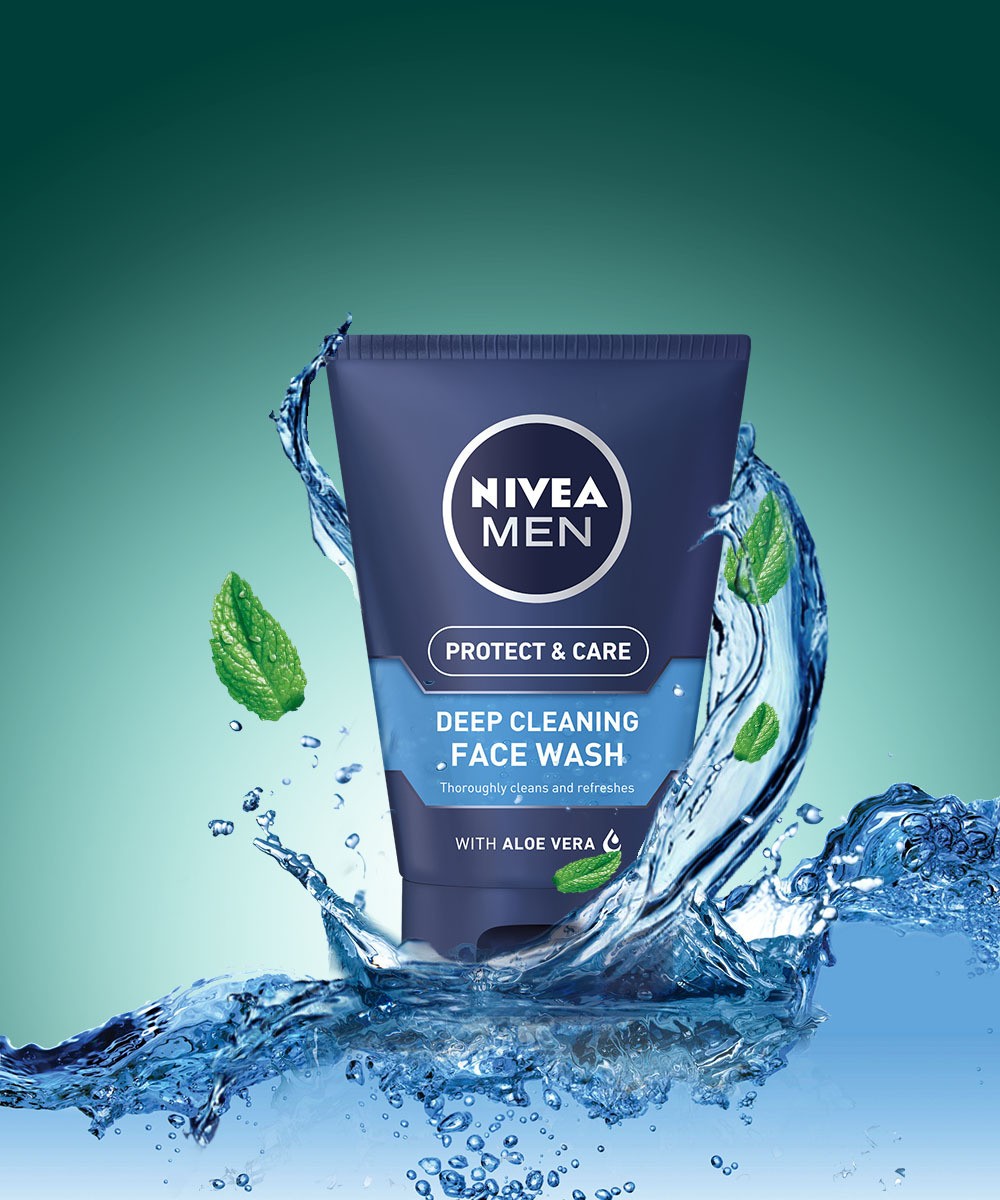 NIVEA
MEN
PROTECT & CARE
DEEP CLEANING
FACE WASH
Thoroughly cleans and refreshes
WITH ALOE VERA